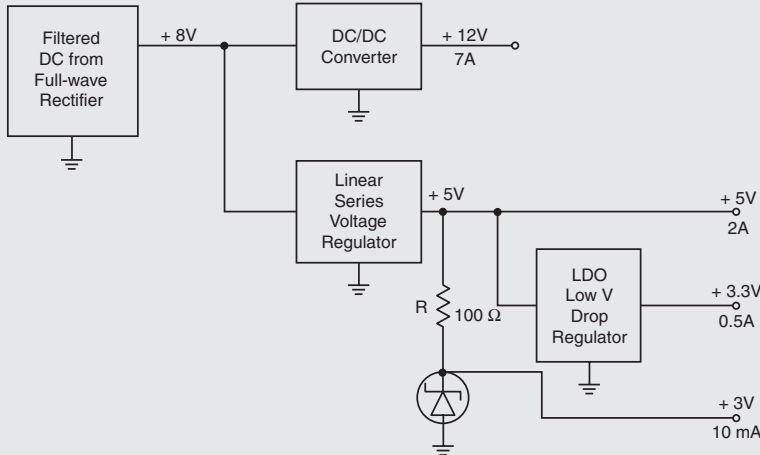 Filtered
DC from
Full-wave
Rectifier
+ 8V
DC/DC
Converter
+ 12V
7A
Linear
Series
Voltage
Regulator
+ 5V
+ 5V
2A
R
100 Ω
LDO
Low V
Drop
Regulator
+ 3.3V
0.5A
+ 3V
10 mA